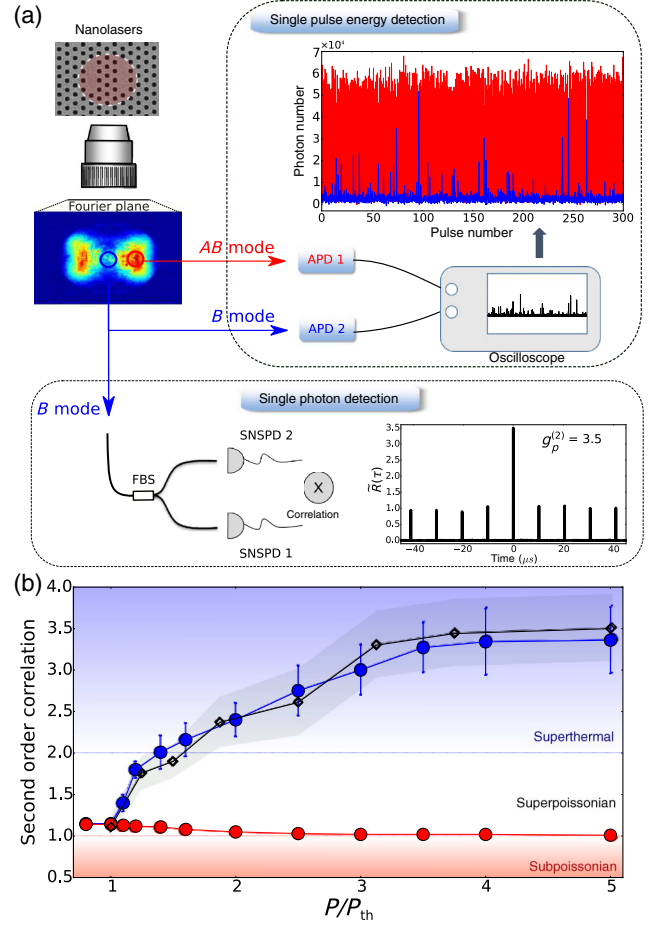 (a)
Nanolasers
Fourier plane
Single pulse energy detection
×10⁴
Photon number
7
6
5
4
3
2
1
0
0 50 100 150 200 250 300
Pulse number
AB mode
APD 1
B mode
APD 2
Oscilloscope
B mode
Single photon detection
SNSPD 2
FBS
X
Correlation
SNSPD 1
g_p^(2) = 3.5
R̃(τ)
3.5
3.0
2.5
2.0
1.5
1.0
0.5
0.0
−40 −20 0 20 40
Time (μs)
(b)
Second order correlation
4.0
3.5
3.0
2.5
2.0
1.5
1.0
0.5
Superthermal
Superpoissonian
Subpoissonian
1 2 3 4 5
P/P_th